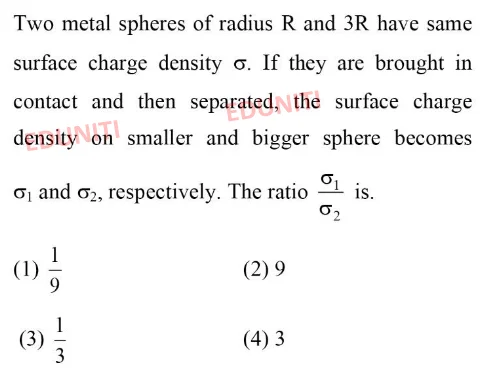 Two metal spheres of radius R and 3R have same
surface charge density σ. If they are brought in
contact and then separated, the surface charge
density on smaller and bigger sphere becomes
σ₁ and σ₂, respectively. The ratio σ₁/σ₂ is.
(1) 1/9 (2) 9
(3) 1/3 (4) 3
EDUNITI
EDUNITI